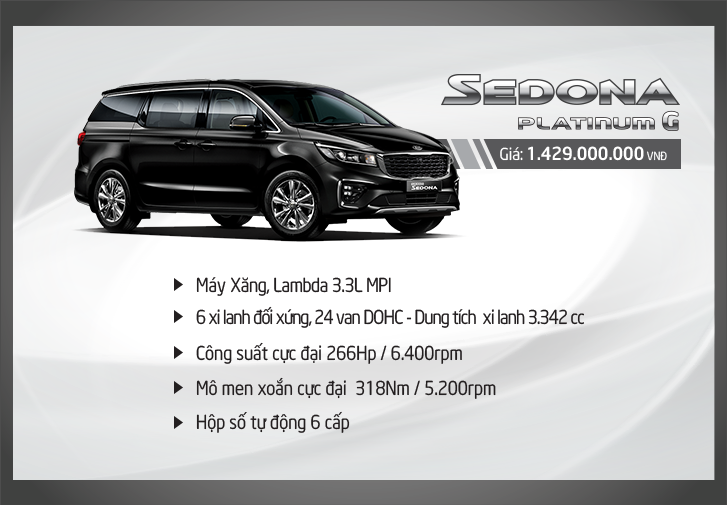 SEDONA
PLATINUM G
Giá: 1.429.000.000 VNĐ
SEDONA
Máy Xăng, Lambda 3.3L MPI
6 xi lanh đối xứng, 24 van DOHC - Dung tích xi lanh 3.342 cc
Công suất cực đại 266Hp / 6.400rpm
Mô men xoắn cực đại 318Nm / 5.200rpm
Hộp số tự động 6 cấp